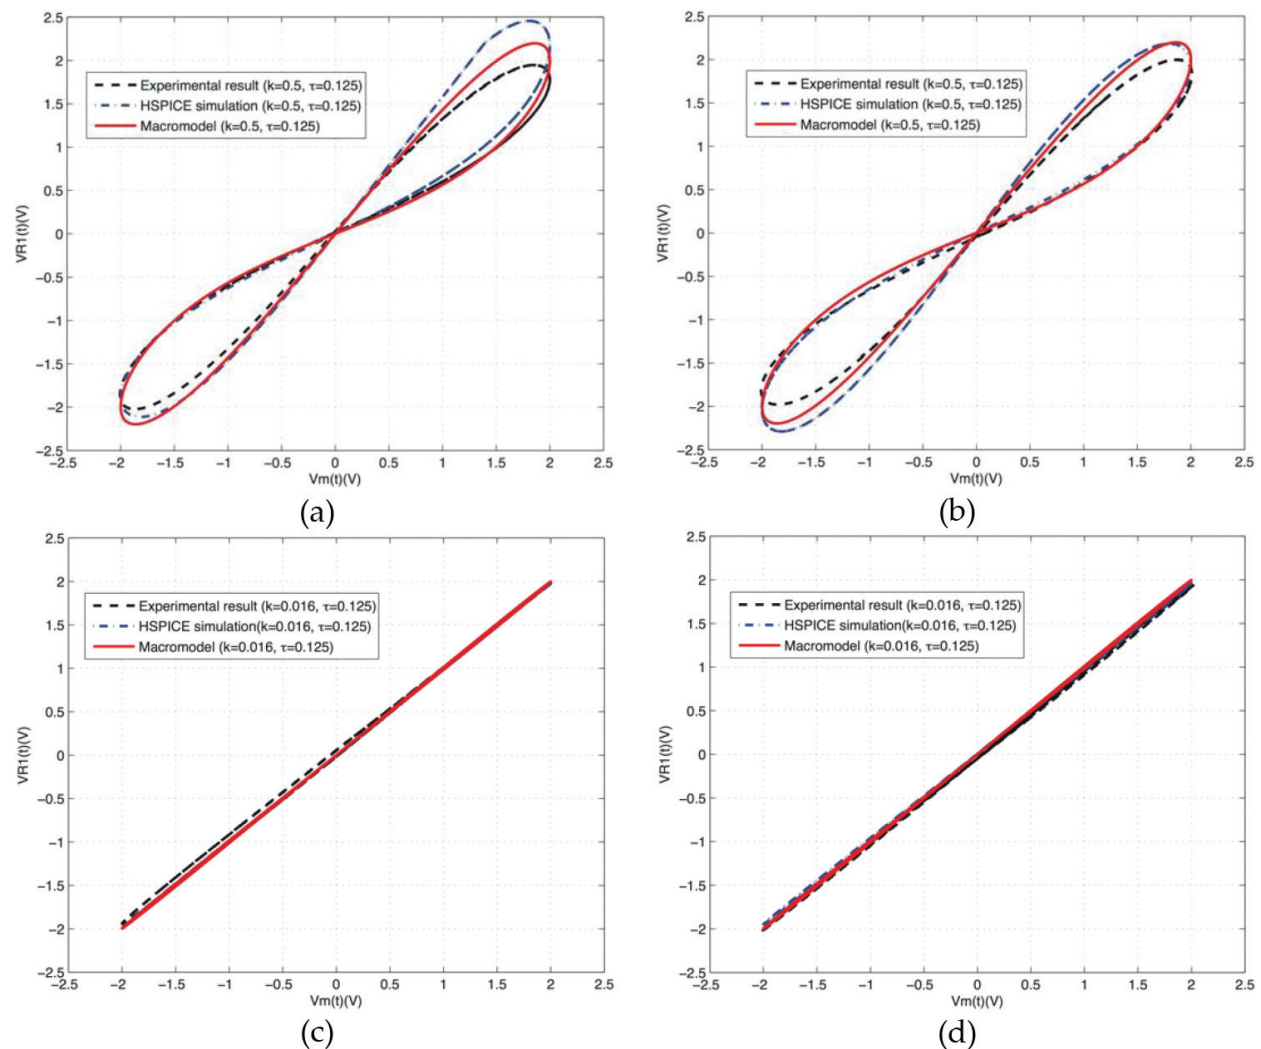 2.5
2
1.5
1
0.5
0
−0.5
−1
−1.5
−2
2.5
VR1(t)(V)
Experimental result (k=0.5, τ=0.125)
HSPICE simulation (k=0.5, τ=0.125)
Macromodel (k=0.5, τ=0.125)
−2.5 −2 −1.5 −1 −0.5 0 0.5 1 1.5 2 2.5
Vm(t)(V)
(a)
2.5
2
1.5
1
0.5
0
−0.5
−1
−1.5
−2
−2.5
VR1(t)(V)
Experimental result (k=0.5, τ=0.125)
HSPICE simulation (k=0.5, τ=0.125)
Macromodel (k=0.5, τ=0.125)
−2.5 −2 −1.5 −1 −0.5 0 0.5 1 1.5 2 2.5
Vm(t)(V)
(b)
2.5
2
1.5
1
0.5
0
−0.5
−1
−1.5
−2
−2.5
VR1(t)(V)
Experimental result (k=0.016, τ=0.125)
HSPICE simulation(k=0.016, τ=0.125)
Macromodel (k=0.016, τ=0.125)
−2.5 −2 −1.5 −1 −0.5 0 0.5 1 1.5 2 2.5
Vm(t)(V)
(c)
2.5
2
1.5
1
0.5
0
−0.5
−1
−1.5
−2
−2.5
VR1(t)(V)
Experimental result (k=0.016, τ=0.125)
HSPICE simulation(k=0.016, τ=0.125)
Macromodel (k=0.016, τ=0.125)
−2.5 −2 −1.5 −1 −0.5 0 0.5 1 1.5 2 2.5
Vm(t)(V)
(d)